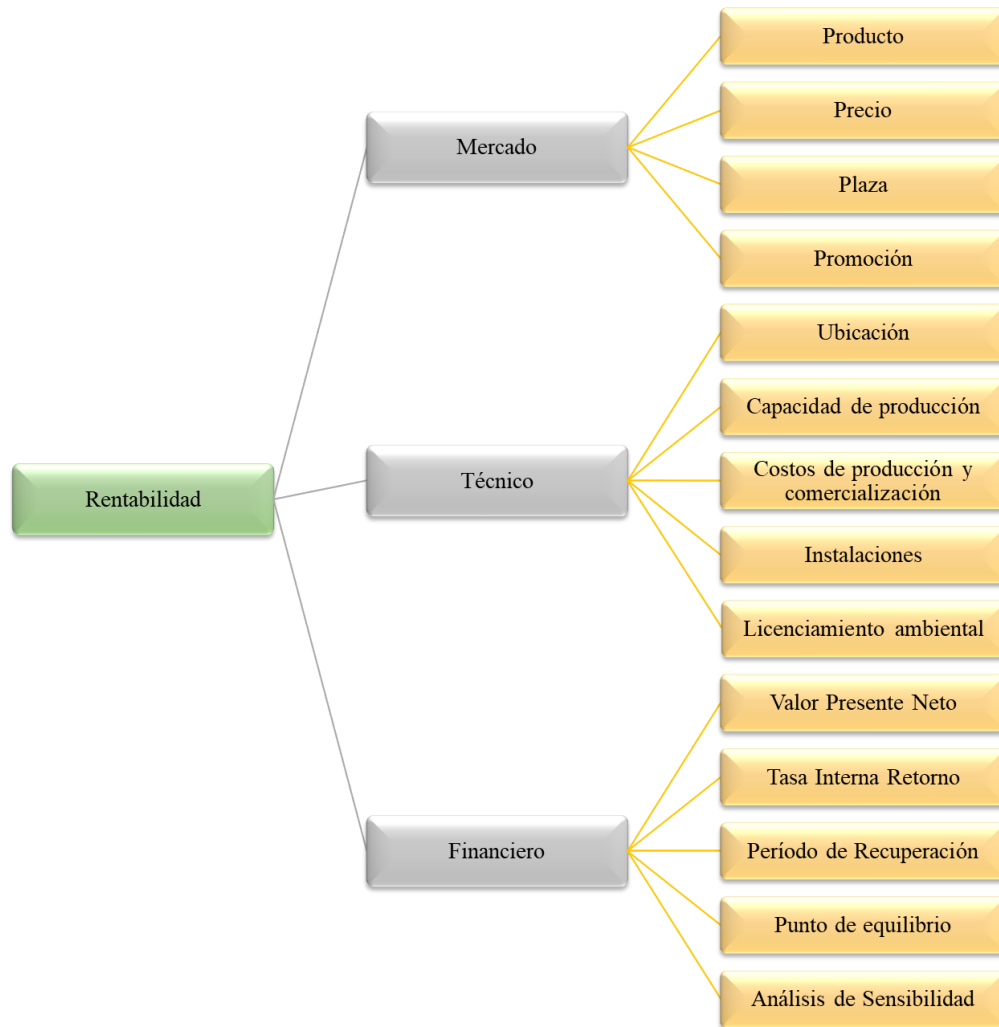 Rentabilidad
Mercado
Producto
Precio
Plaza
Promoción
Técnico
Ubicación
Capacidad de producción
Costos de producción y
comercialización
Instalaciones
Licenciamiento ambiental
Financiero
Valor Presente Neto
Tasa Interna Retorno
Período de Recuperación
Punto de equilibrio
Análisis de Sensibilidad